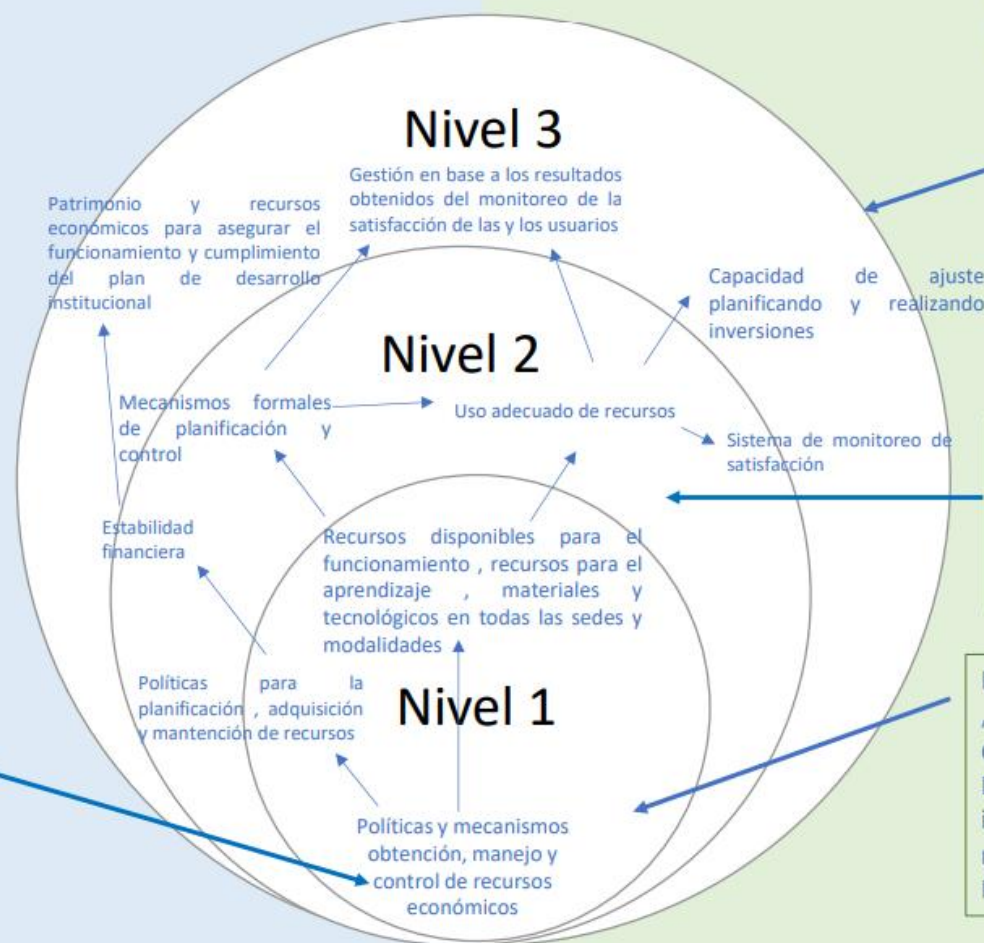 Nivel 3
Gestión en base a los resultados
obtenidos del monitoreo de la
satisfacción de las y los usuarios
Patrimonio y recursos
económicos para asegurar el
funcionamiento y cumplimiento
del plan de desarrollo
institucional
Capacidad de ajuste
planificando y realizando
inversiones
Nivel 2
Mecanismos formales
de planificación y
control
Uso adecuado de recursos
Sistema de monitoreo de
satisfacción
Estabilidad
financiera
Recursos disponibles para el
funcionamiento , recursos para el
aprendizaje , materiales y
tecnológicos en todas las sedes y
modalidades
Políticas para la
planificación , adquisición
y mantención de recursos
Nivel 1
Políticas y mecanismos
obtención, manejo y
control de recursos
económicos